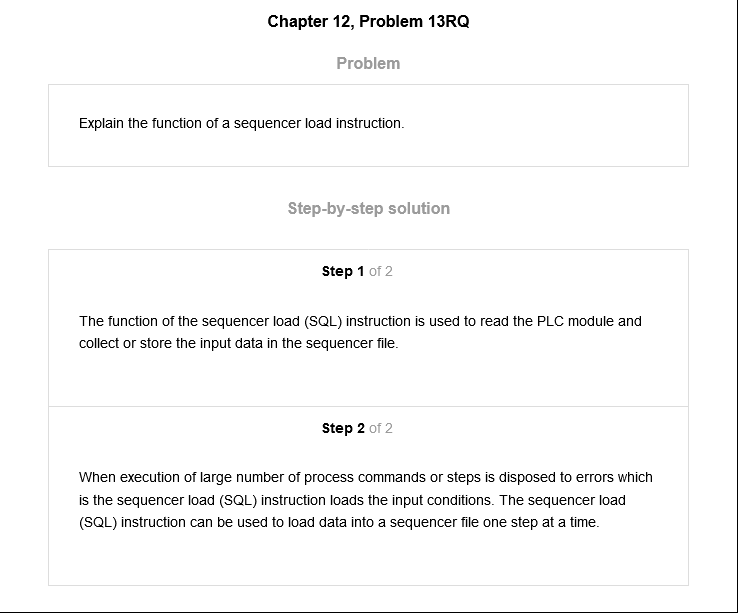 Chapter 12, Problem 13RQ
Problem
Explain the function of a sequencer load instruction.
Step-by-step solution
Step 1 of 2
The function of the sequencer load (SQL) instruction is used to read the PLC module and
collect or store the input data in the sequencer file.
Step 2 of 2
When execution of large number of process commands or steps is disposed to errors which
is the sequencer load (SQL) instruction loads the input conditions. The sequencer load
(SQL) instruction can be used to load data into a sequencer file one step at a time.